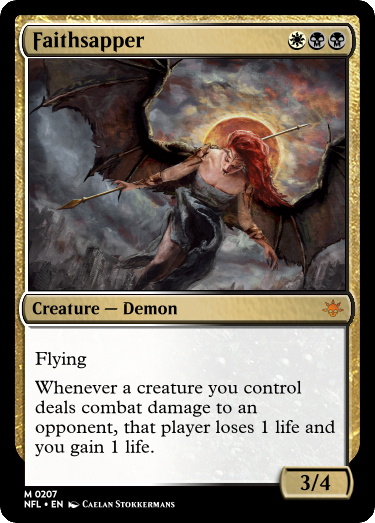 Faithsapper
Creature — Demon
Flying
Whenever a creature you control
deals combat damage to an
opponent, that player loses 1 life and
you gain 1 life.
3/4
M 0207
NFL • EN Caelan Stokkermans